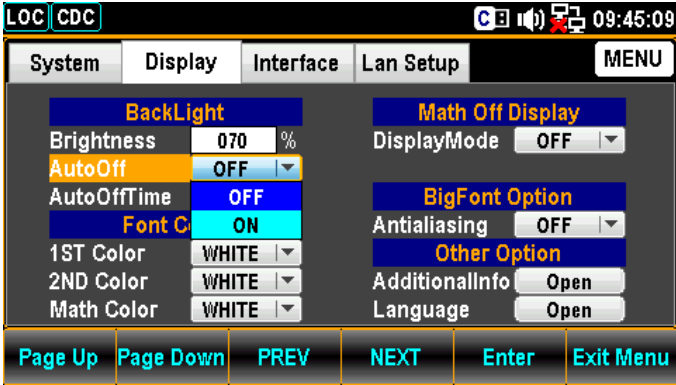 LOC CDC C 09:45:09
System Display Interface Lan Setup MENU
BackLight
Brightness 070 %
AutoOff OFF
AutoOffTime OFF
ON
Font C
1ST Color WHITE
2ND Color WHITE
Math Color WHITE
Math Off Display
DisplayMode OFF
BigFont Option
Antialiasing OFF
Other Option
AdditionalInfo Open
Language Open
Page Up Page Down PREV NEXT Enter Exit Menu